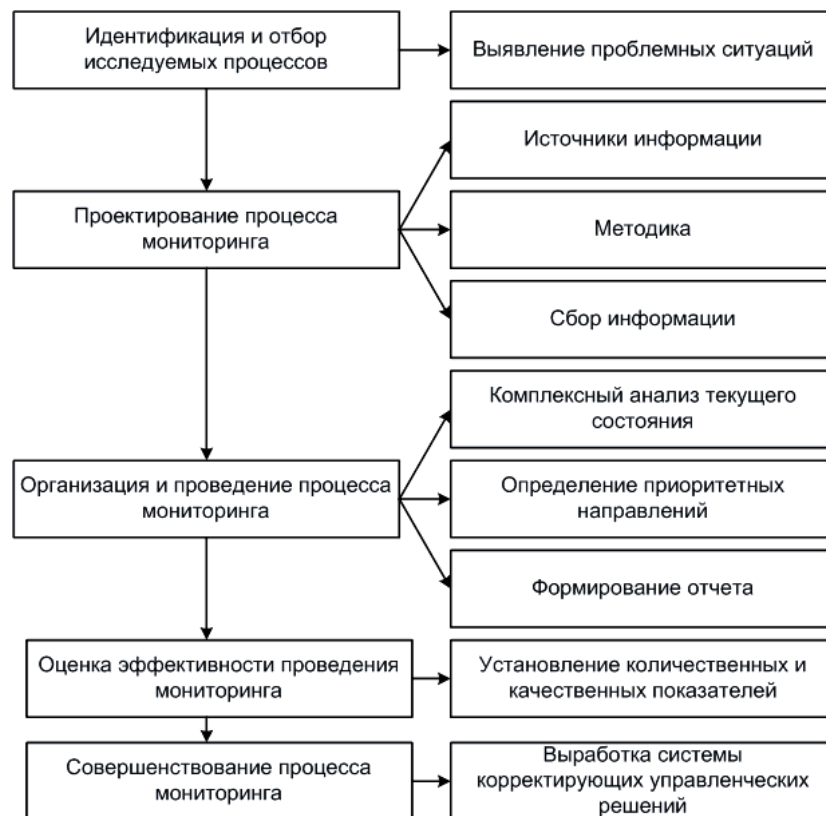 Идентификация и отбор
исследуемых процессов
Выявление проблемных ситуаций
Источники информации
Проектирование процесса
мониторинга
Методика
Сбор информации
Комплексный анализ текущего
состояния
Организация и проведение процесса
мониторинга
Определение приоритетных
направлений
Формирование отчета
Оценка эффективности проведения
мониторинга
Установление количественных и
качественных показателей
Совершенствование процесса
мониторинга
Выработка системы
корректирующих управленческих
решений